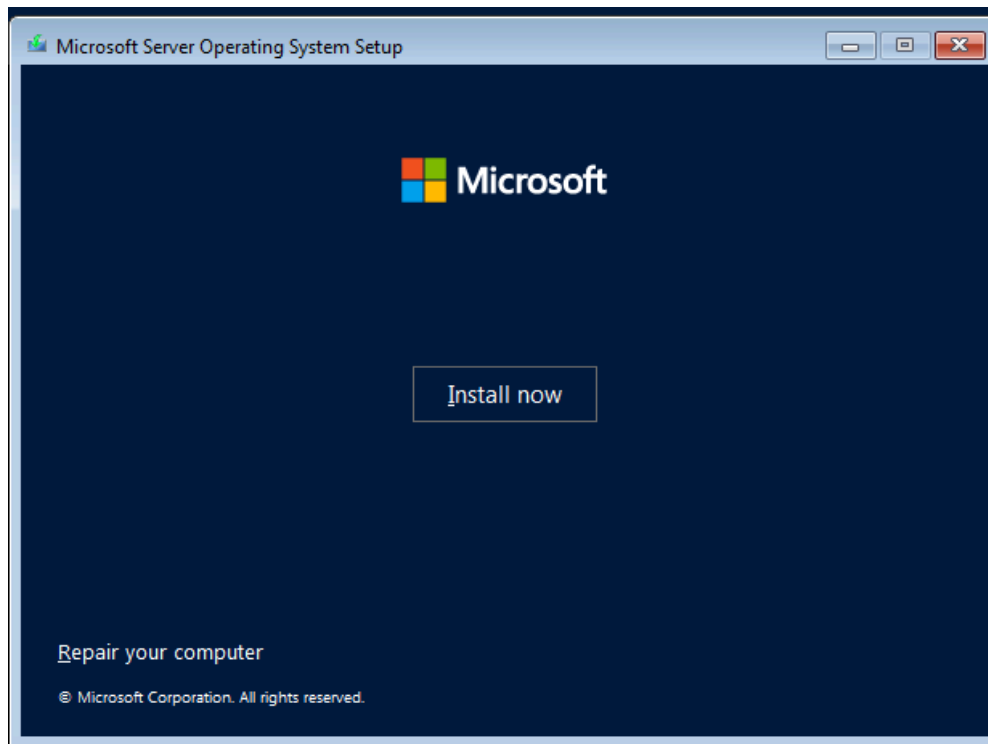 Microsoft Server Operating System Setup
Microsoft
Install now
Repair your computer
© Microsoft Corporation. All rights reserved.